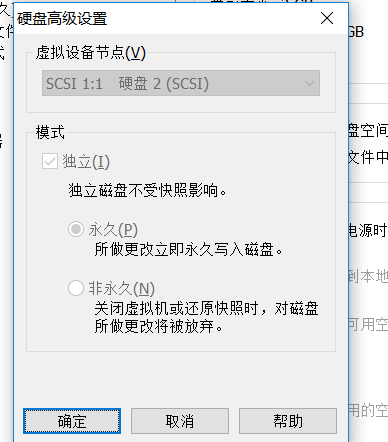 硬盘高级设置
虚拟设备节点(V)
SCSI 1:1 硬盘 2 (SCSI)
模式
独立(I)
独立磁盘不受快照影响。
永久(P)
所做更改立即永久写入磁盘。
非永久(N)
关闭虚拟机或还原快照时，对磁盘
所做更改将被放弃。
确定
取消
帮助
GB
盘空间
文件中
电源时
到本地
可用空
用的空